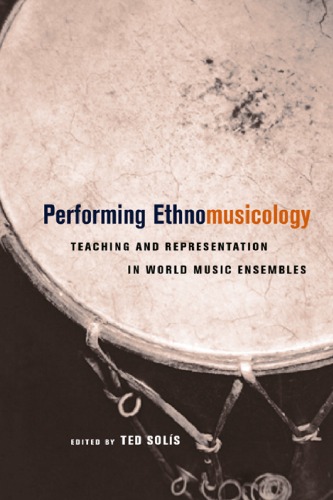 Performing Ethnomusicology
TEACHING AND REPRESENTATION
IN WORLD MUSIC ENSEMBLES
EDITED BY TED SOLÍS